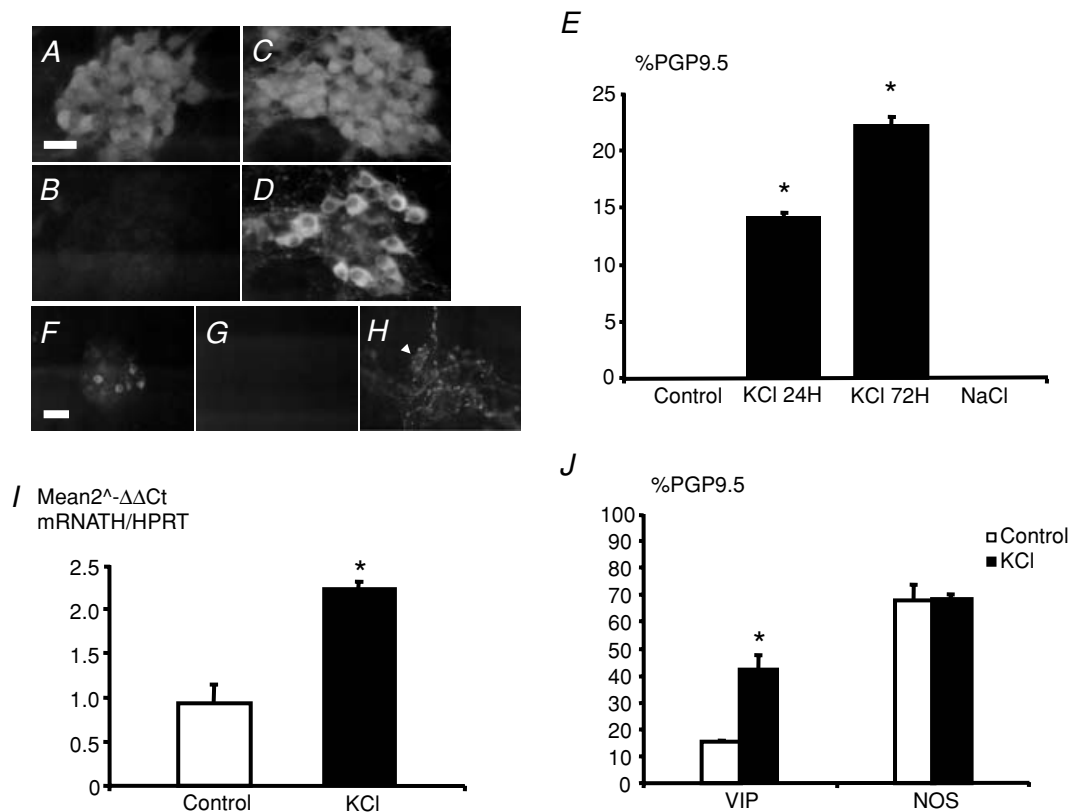 A
C
B
D
F
G
H
E
%PGP9.5
25
20
15
10
5
0
*
*
Control KCl 24H KCl 72H NaCl
I Mean2^-ΔΔCt
mRNATH/HPRT
2.5
2.0
1.5
1.0
0.5
0
*
Control KCl
J
%PGP9.5
100
90
80
70
60
50
40
30
20
10
0
*
Control
KCl
VIP NOS